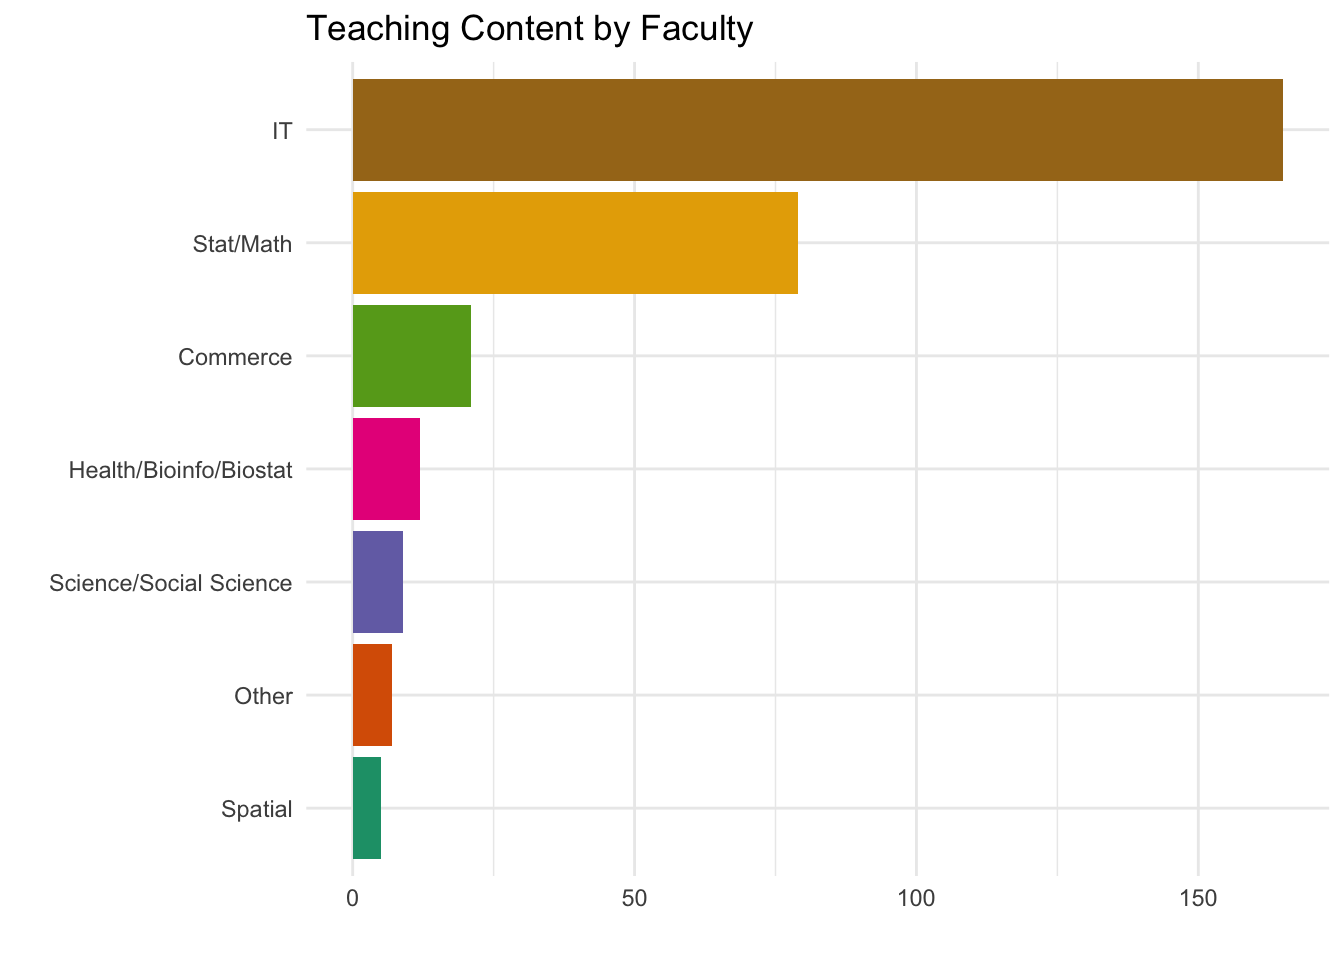 Teaching Content by Faculty
IT
Stat/Math
Commerce
Health/Bioinfo/Biostat
Science/Social Science
Other
Spatial
0 50 100 150